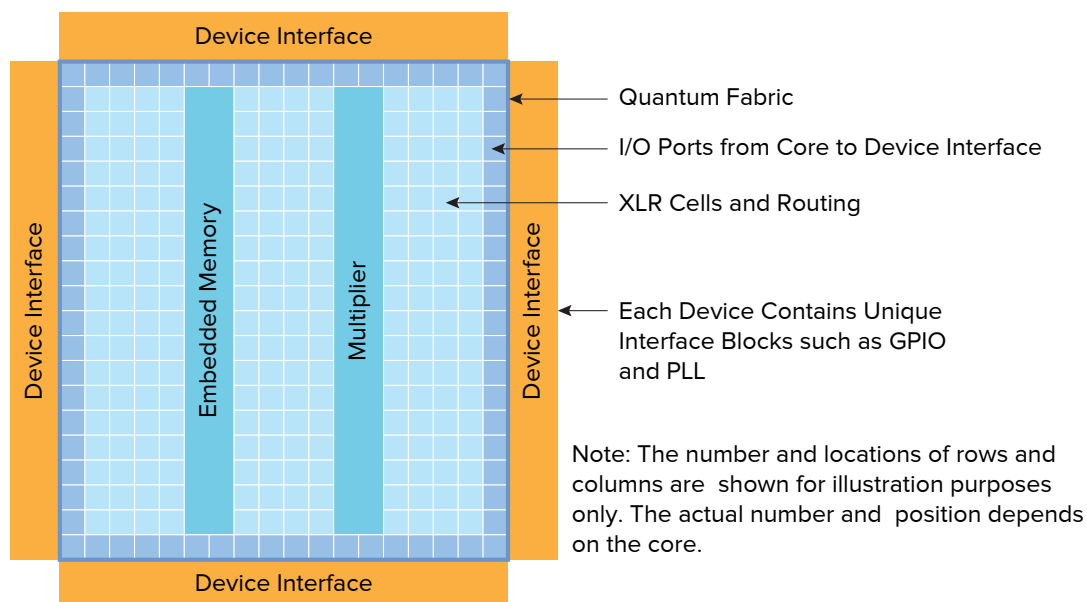 Device Interface
Device Interface
Embedded Memory
Multiplier
Device Interface
Quantum Fabric
I/O Ports from Core to Device Interface
XLR Cells and Routing
Each Device Contains Unique
Interface Blocks such as GPIO
and PLL
Note: The number and locations of rows and
columns are shown for illustration purposes
only. The actual number and position depends
on the core.
Device Interface